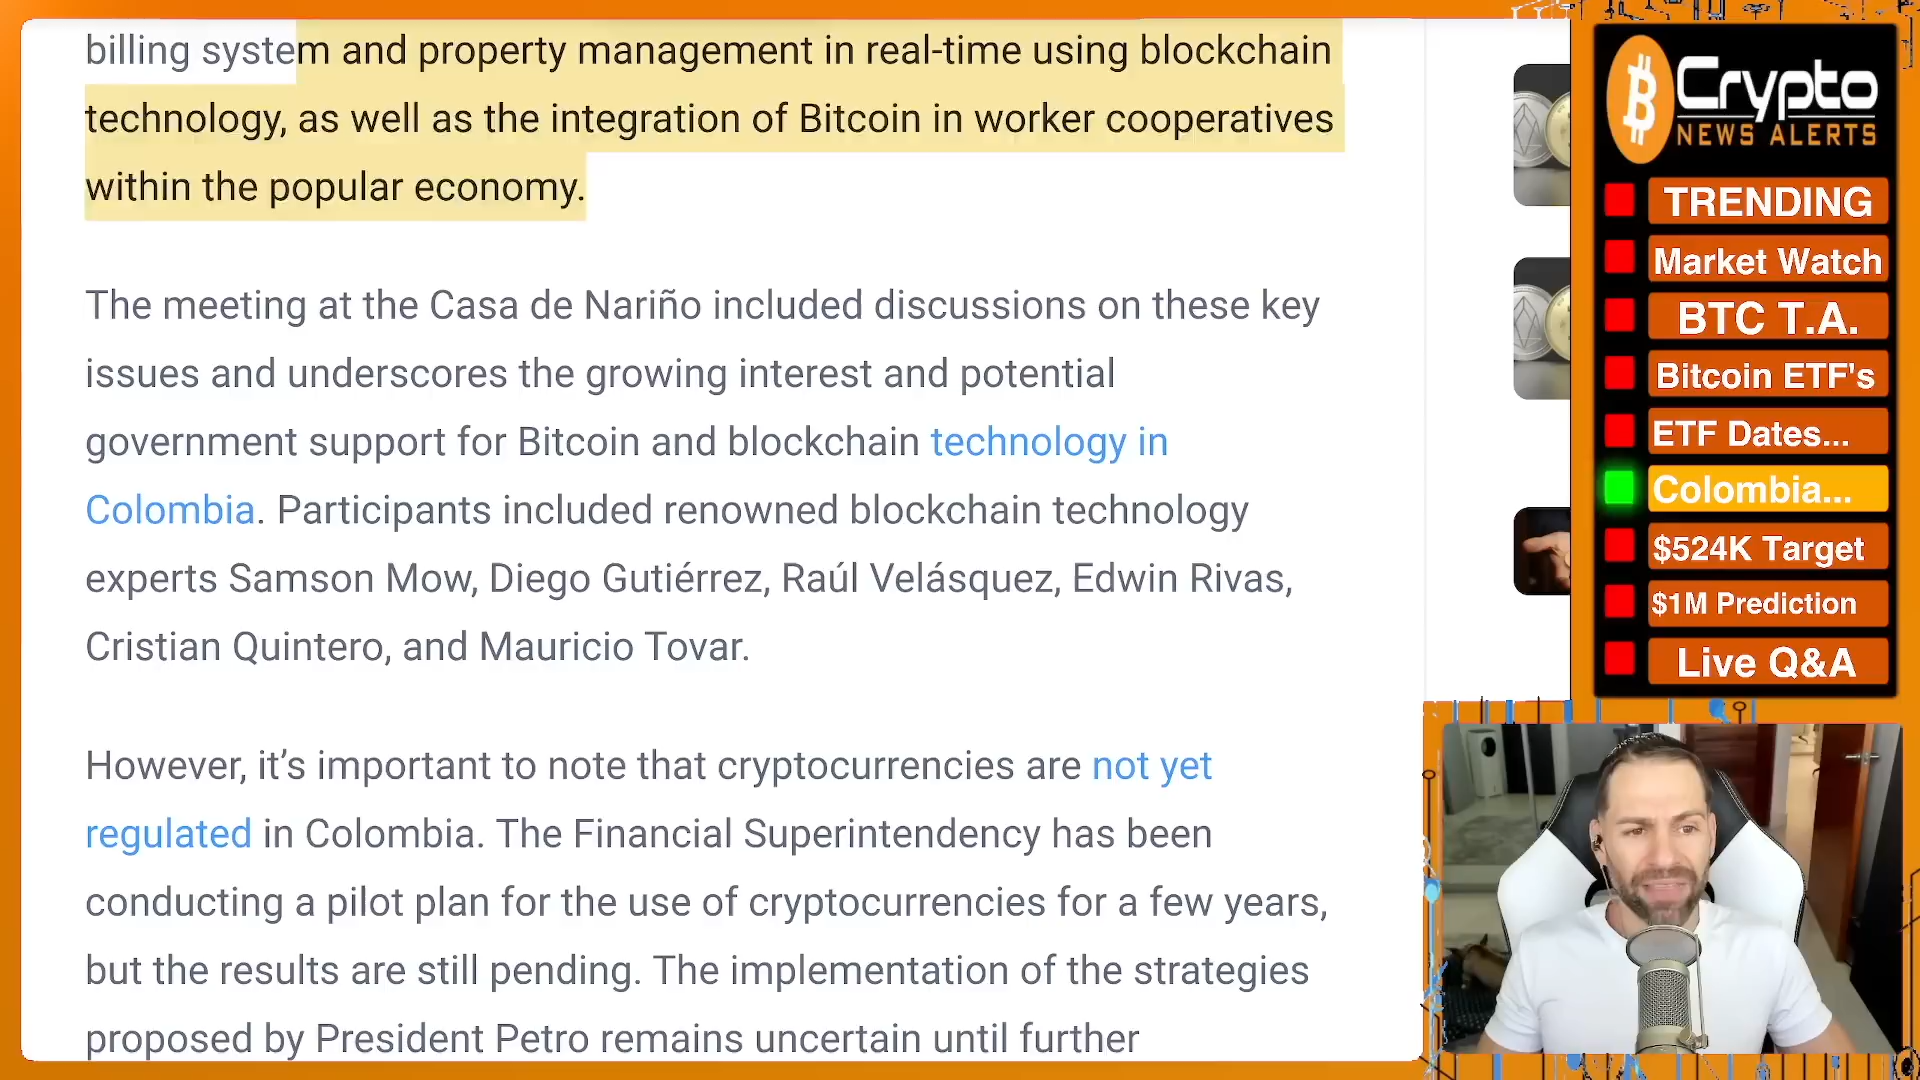 billing system and property management in real-time using blockchain
technology, as well as the integration of Bitcoin in worker cooperatives
within the popular economy.
The meeting at the Casa de Nariño included discussions on these key
issues and underscores the growing interest and potential
government support for Bitcoin and blockchain technology in
Colombia. Participants included renowned blockchain technology
experts Samson Mow, Diego Gutiérrez, Raúl Velásquez, Edwin Rivas,
Cristian Quintero, and Mauricio Tovar.
However, it’s important to note that cryptocurrencies are not yet
regulated in Colombia. The Financial Superintendency has been
conducting a pilot plan for the use of cryptocurrencies for a few years,
but the results are still pending. The implementation of the strategies
proposed by President Petro remains uncertain until further
Crypto
NEWS ALERTS
TRENDING
Market Watch
BTC T.A.
Bitcoin ETF's
ETF Dates...
Colombia...
$524K Target
$1M Prediction
Live Q&A